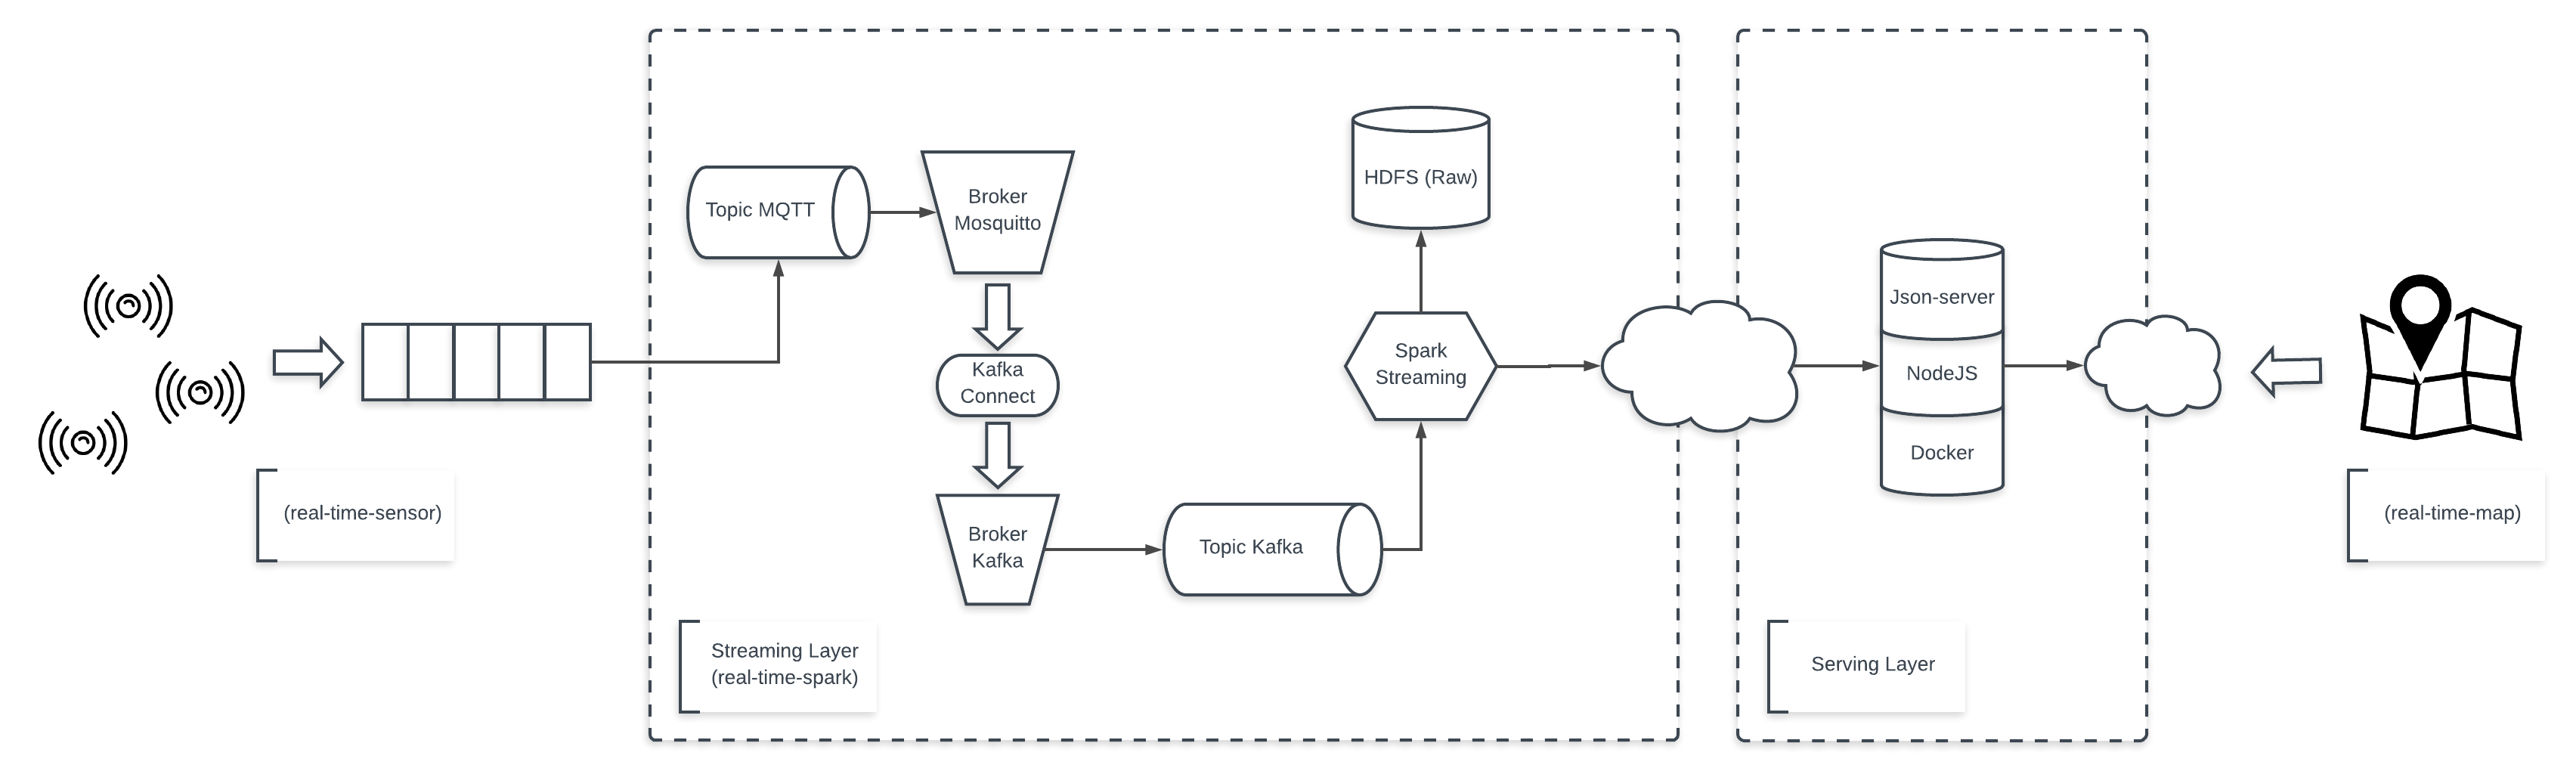 (real-time-sensor)
Topic MQTT
Broker
Mosquitto
Kafka
Connect
Broker
Kafka
Topic Kafka
HDFS (Raw)
Spark
Streaming
Streaming Layer
(real-time-spark)
Json-server
NodeJS
Docker
Serving Layer
(real-time-map)